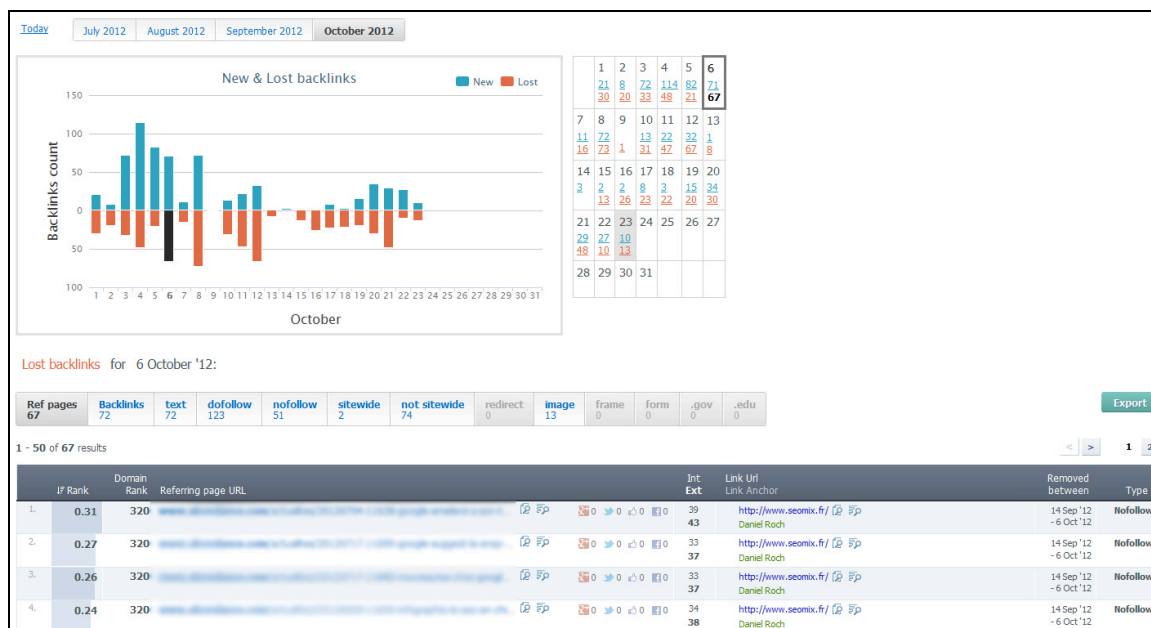 Today July 2012 August 2012 September 2012 October 2012
New & Lost backlinks
New Lost
Backlinks count
150
100
50
0
50
100
1 2 3 4 5 6 7 8 9 10 11 12 13 14 15 16 17 18 19 20 21 22 23 24 25 26 27 28 29 30 31
October
1 2 3 4 5 6
21 8 72 114 82 71
30 20 33 48 21 67
7 8 9 10 11 12 13
11 72 13 22 32 1
16 73 1 31 47 67 8
14 15 16 17 18 19 20
3 2 2 8 3 15 34
13 26 23 22 20 30
21 22 23 24 25 26 27
29 27 10
48 10 13
28 29 30 31
Lost backlinks for 6 October '12:
Ref pages Backlinks text dofollow nofollow sitewide not sitewide redirect image frame form .gov .edu
67 72 72 123 51 2 74 0 13 0 0 0 0
Export
1 - 50 of 67 results
< > 1 2
Rank Domain Rank Referring page URL Int Ext Link Url Link Anchor Removed between Type
1. 0.31 320 0 0 0 0 39 http://www.seomix.fr/ 14 Sep '12 Nofollow
43 Daniel Roch - 6 Oct '12
2. 0.27 320 0 0 0 0 33 http://www.seomix.fr/ 14 Sep '12 Nofollow
37 Daniel Roch - 6 Oct '12
3. 0.26 320 0 0 0 0 33 http://www.seomix.fr/ 14 Sep '12 Nofollow
37 Daniel Roch - 6 Oct '12
4. 0.24 320 0 0 0 0 34 http://www.seomix.fr/ 14 Sep '12 Nofollow
38 Daniel Roch - 6 Oct '12